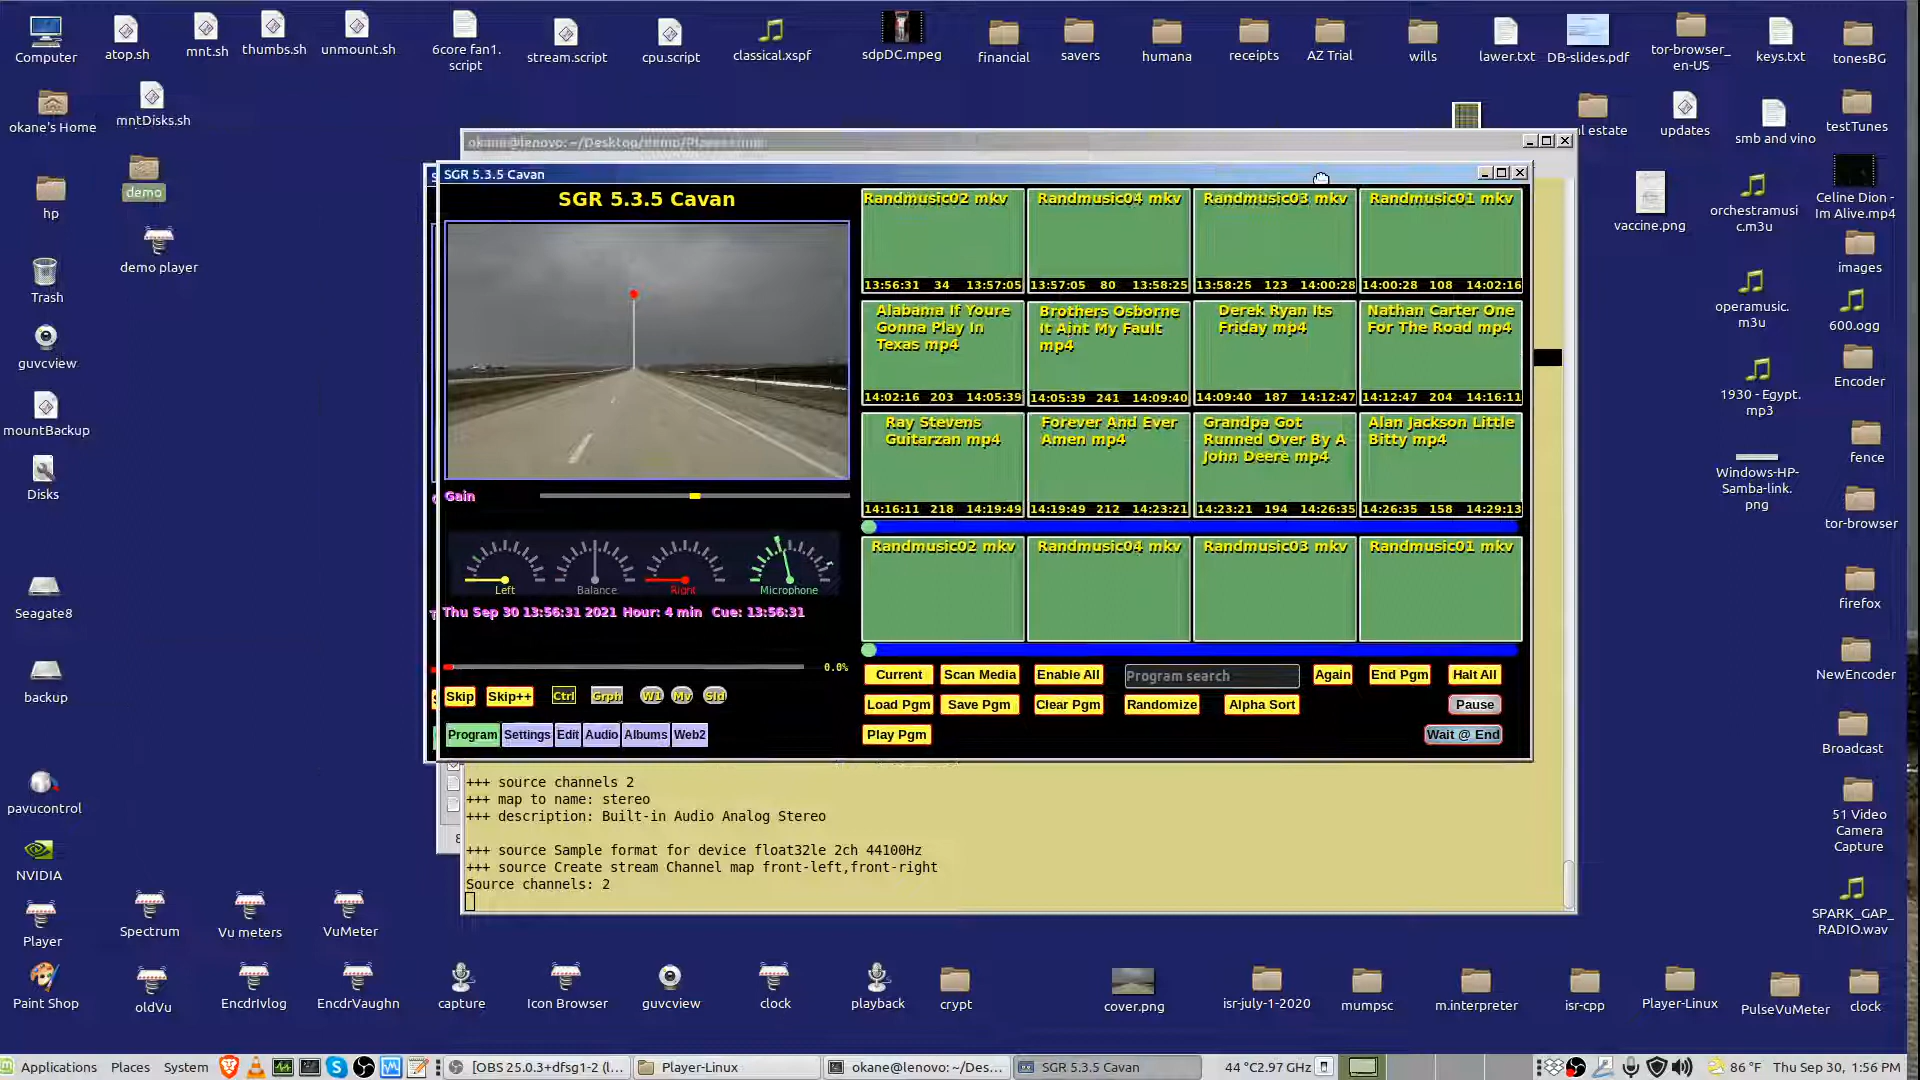 Computer
atop.sh
mnt.sh
thumbs.sh
unmount.sh
6core fan1.
script
stream.script
cpu.script
classical.xspf
sdpDC.mpeg
financial
savers
humana
receipts
AZ Trial
wills
lawer.txt
DB-slides.pdf
tor-browser_
en-US
keys.txt
tonesBG
okane's Home
mntDisks.sh
updates
smb and vino
testTunes
demo
hp
demo player
Trash
guvcview
mountBackup
Disks
Seagate8
backup
pavucontrol
NVIDIA
Player
Paint Shop
vaccine.png
orchestramusi
c.m3u
Celine Dion -
Im Alive.mp4
images
operamusic.
m3u
600.ogg
1930 - Egypt.
mp3
Encoder
fence
Windows-HP-
Samba-link.
png
tor-browser
firefox
NewEncoder
Broadcast
51 Video
Camera
Capture
SPARK_GAP_
RADIO.wav
SGR 5.3.5 Cavan
SGR 5.3.5 Cavan
Randmusic02 mkv
13:56:31 34 13:57:05
Randmusic04 mkv
13:57:05 80 13:58:25
Randmusic03 mkv
13:58:25 123 14:00:28
Randmusic01 mkv
14:00:28 108 14:02:16
Alabama If Youre
Gonna Play In
Texas mp4
14:02:16 203 14:05:39
Brothers Osborne
It Aint My Fault
mp4
14:05:39 241 14:09:40
Derek Ryan Its
Friday mp4
14:09:40 187 14:12:47
Nathan Carter One
For The Road mp4
14:12:47 204 14:16:11
Ray Stevens
Guitarzan mp4
14:16:11 218 14:19:49
Forever And Ever
Amen mp4
14:19:49 212 14:23:21
Grandpa Got
Runned Over By A
John Deere mp4
14:23:21 194 14:26:35
Alan Jackson Little
Bitty mp4
14:26:35 158 14:29:13
Randmusic02 mkv
Randmusic04 mkv
Randmusic03 mkv
Randmusic01 mkv
Gain
Left
Balance
Right
Microphone
Thu Sep 30 13:56:31 2021 Hour: 4 min Cue: 13:56:31
0.0%
Skip
Skip++
Ctrl
Grph
W1
Mv
Sld
Program
Settings
Edit
Audio
Albums
Web2
Current
Scan Media
Enable All
Program search
Again
End Pgm
Halt All
Load Pgm
Save Pgm
Clear Pgm
Randomize
Alpha Sort
Pause
Play Pgm
Wait @ End
+++ source channels 2
+++ map to name: stereo
+++ description: Built-in Audio Analog Stereo
+++ source Sample format for device float32le 2ch 44100Hz
+++ source Create stream Channel map front-left,front-right
Source channels: 2
Spectrum
Vu meters
VuMeter
oldVu
EncdrIvlog
EncdrVaughn
capture
Icon Browser
guvcview
clock
playback
crypt
cover.png
isr-july-1-2020
mumpsc
m.interpreter
isr-cpp
Player-Linux
PulseVuMeter
clock
Applications
Places
System
[OBS 25.0.3+dfsg1-2 (l...
Player-Linux
okane@lenovo: ~/Des...
SGR 5.3.5 Cavan
44 °C
2.97 GHz
86 °F
Thu Sep 30, 1:56 PM